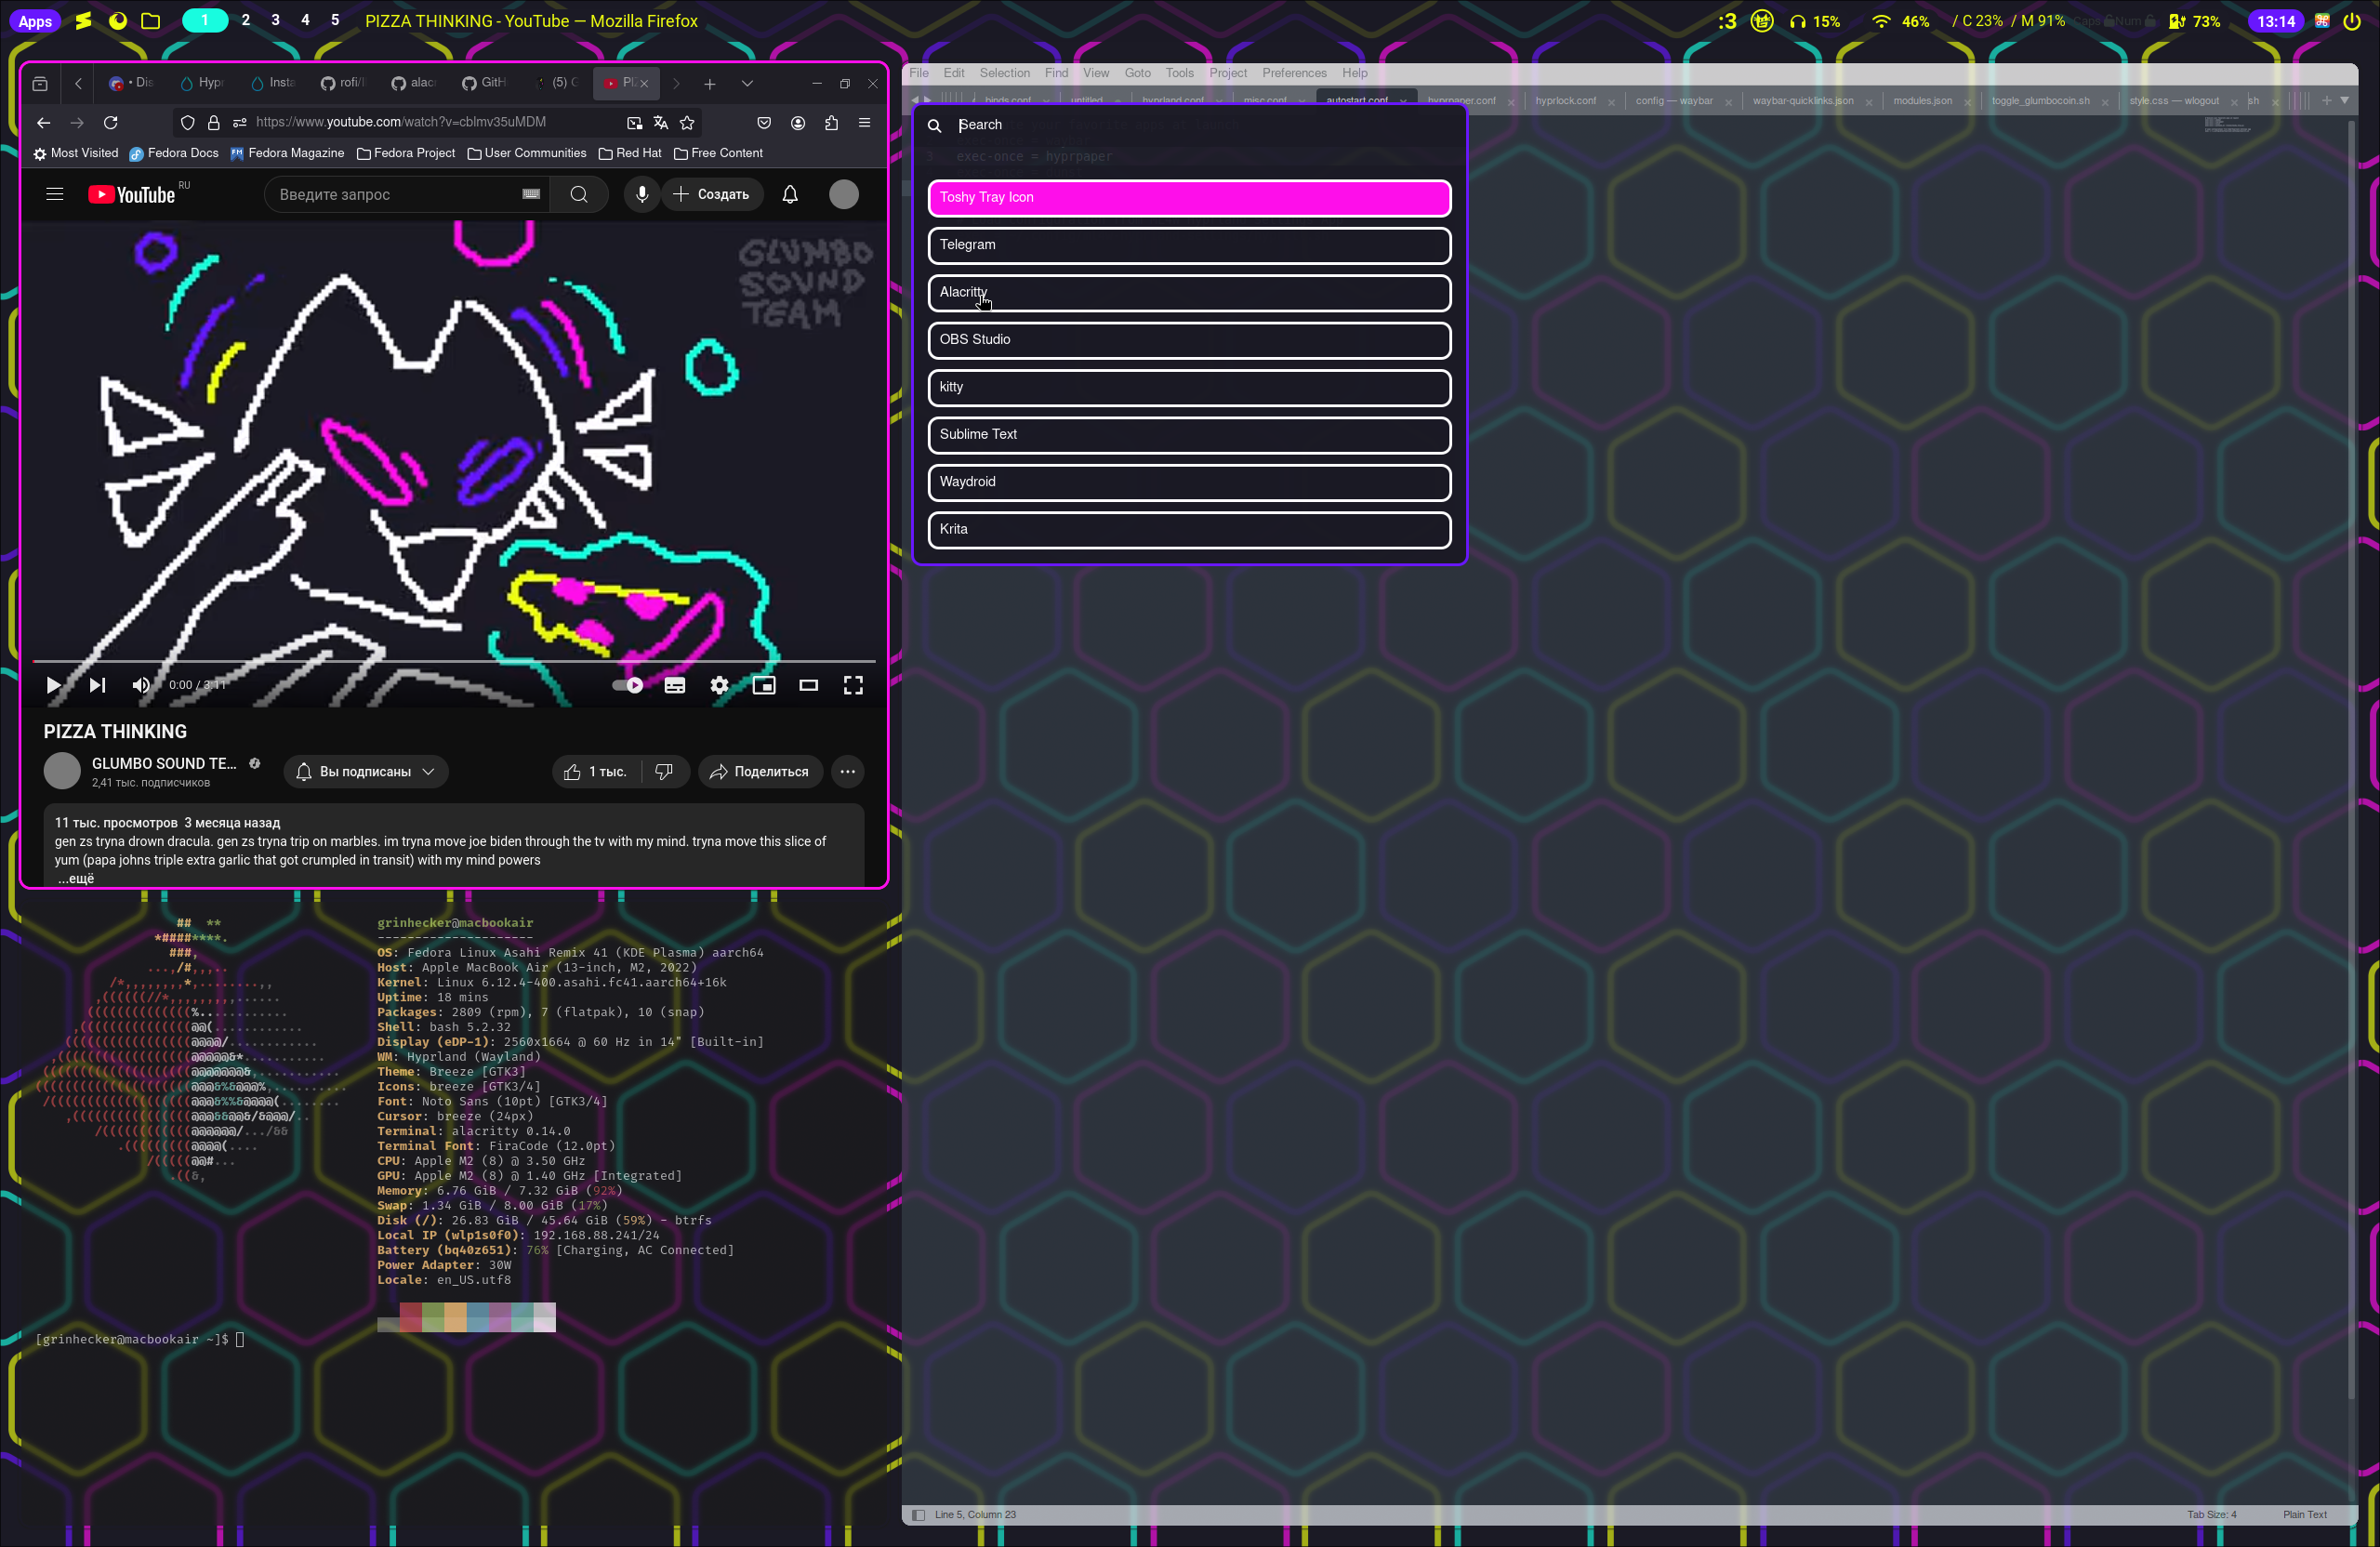 Apps 1 2 3 4 5 PIZZA THINKING - YouTube — Mozilla Firefox :3 15% 46% / C 23% / M 91% Caps Num 73% 13:14
• Dis Hypr Insta rofi/ alacr GitH (5) G
https://www.youtube.com/watch?v=cbImv35uMDM
Most Visited Fedora Docs Fedora Magazine Fedora Project User Communities Red Hat Free Content
YouTube RU Введите запрос Создать
GLUMBO
SOUND
TEAM
0:00 / 3:11
PIZZA THINKING
GLUMBO SOUND TE...
2,41 тыс. подписчиков
Вы подписаны 1 тыс. Поделиться
11 тыс. просмотров 3 месяца назад
gen zs tryna drown dracula. gen zs tryna trip on marbles. im tryna move joe biden through the tv with my mind. tryna move this slice of
yum (papa johns triple extra garlic that got crumpled in transit) with my mind powers
...ещё
grinhecker@macbookair
---------------------
OS: Fedora Linux Asahi Remix 41 (KDE Plasma) aarch64
Host: Apple MacBook Air (13-inch, M2, 2022)
Kernel: Linux 6.12.4-400.asahi.fc41.aarch64+16k
Uptime: 18 mins
Packages: 2809 (rpm), 7 (flatpak), 10 (snap)
Shell: bash 5.2.32
Display (eDP-1): 2560x1664 @ 60 Hz in 14" [Built-in]
WM: Hyprland (Wayland)
Theme: Breeze [GTK3]
Icons: breeze [GTK3/4]
Font: Noto Sans (10pt) [GTK3/4]
Cursor: breeze (24px)
Terminal: alacritty 0.14.0
Terminal Font: FiraCode (12.0pt)
CPU: Apple M2 (8) @ 3.50 GHz
GPU: Apple M2 (8) @ 1.40 GHz [Integrated]
Memory: 6.76 GiB / 7.32 GiB (92%)
Swap: 1.34 GiB / 8.00 GiB (17%)
Disk (/): 26.83 GiB / 45.64 GiB (59%) - btrfs
Local IP (wlp1s0f0): 192.168.88.241/24
Battery (bq40z651): 76% [Charging, AC Connected]
Power Adapter: 30W
Locale: en_US.utf8
[grinhecker@macbookair ~]$
File Edit Selection Find View Goto Tools Project Preferences Help
binds.conf untitled hyprland.conf misc.conf autostart.conf hyprpaper.conf hyprlock.conf config — waybar waybar-quicklinks.json modules.json toggle_glumbocoin.sh style.css — wlogout sh
Search
3 exec-once = hyprpaper
Toshy Tray Icon
Telegram
Alacritty
OBS Studio
kitty
Sublime Text
Waydroid
Krita
Line 5, Column 23 Tab Size: 4 Plain Text